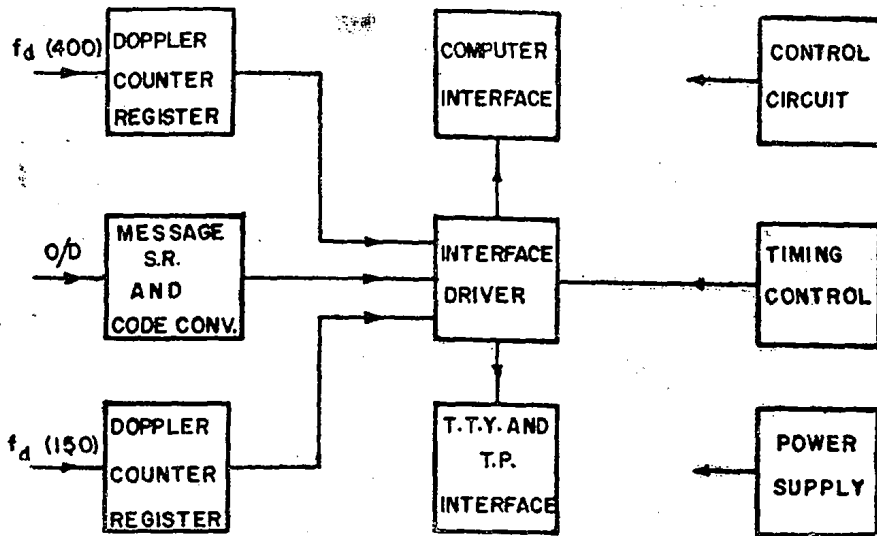 f_d (400)
DOPPLER
COUNTER
REGISTER
COMPUTER
INTERFACE
CONTROL
CIRCUIT
O/D
MESSAGE
S.R.
AND
CODE CONV.
INTERFACE
DRIVER
TIMING
CONTROL
f_d (150)
DOPPLER
COUNTER
REGISTER
T.T.Y. AND
T.P.
INTERFACE
POWER
SUPPLY